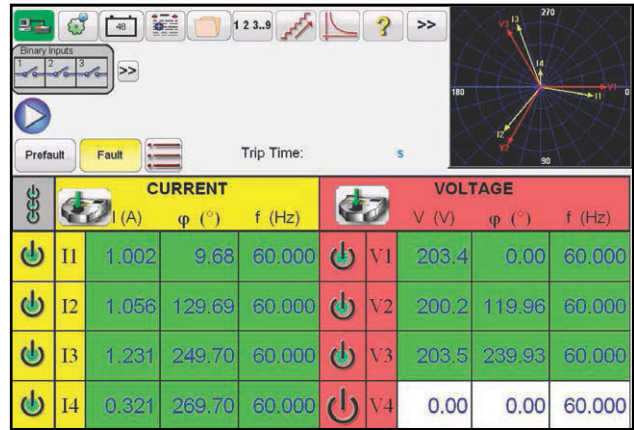 48 1 2 3..9 ? >>
Binary Inputs
1 2 3 >>
Prefault Fault Trip Time: s
270
180 0
90
V3 I3
I4
V1
I1
I2
V2
CURRENT VOLTAGE
I (A) φ (°) f (Hz) V (V) φ (°) f (Hz)
I1 1.002 9.68 60.000 V1 203.4 0.00 60.000
I2 1.056 129.69 60.000 V2 200.2 119.96 60.000
I3 1.231 249.70 60.000 V3 203.5 239.93 60.000
I4 0.321 269.70 60.000 V4 0.00 0.00 60.000